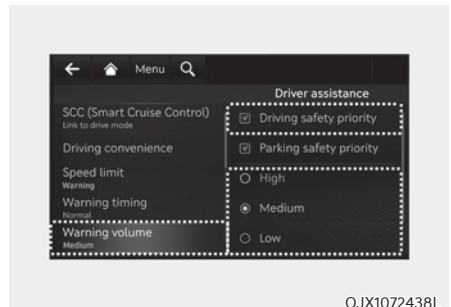 Menu
Driver assistance
SCC (Smart Cruise Control)
Link to drive mode
Driving convenience
Speed limit
Warning
Warning timing
Normal
Warning volume
Medium
Driving safety priority
Parking safety priority
High
Medium
Low
OJX1072438L